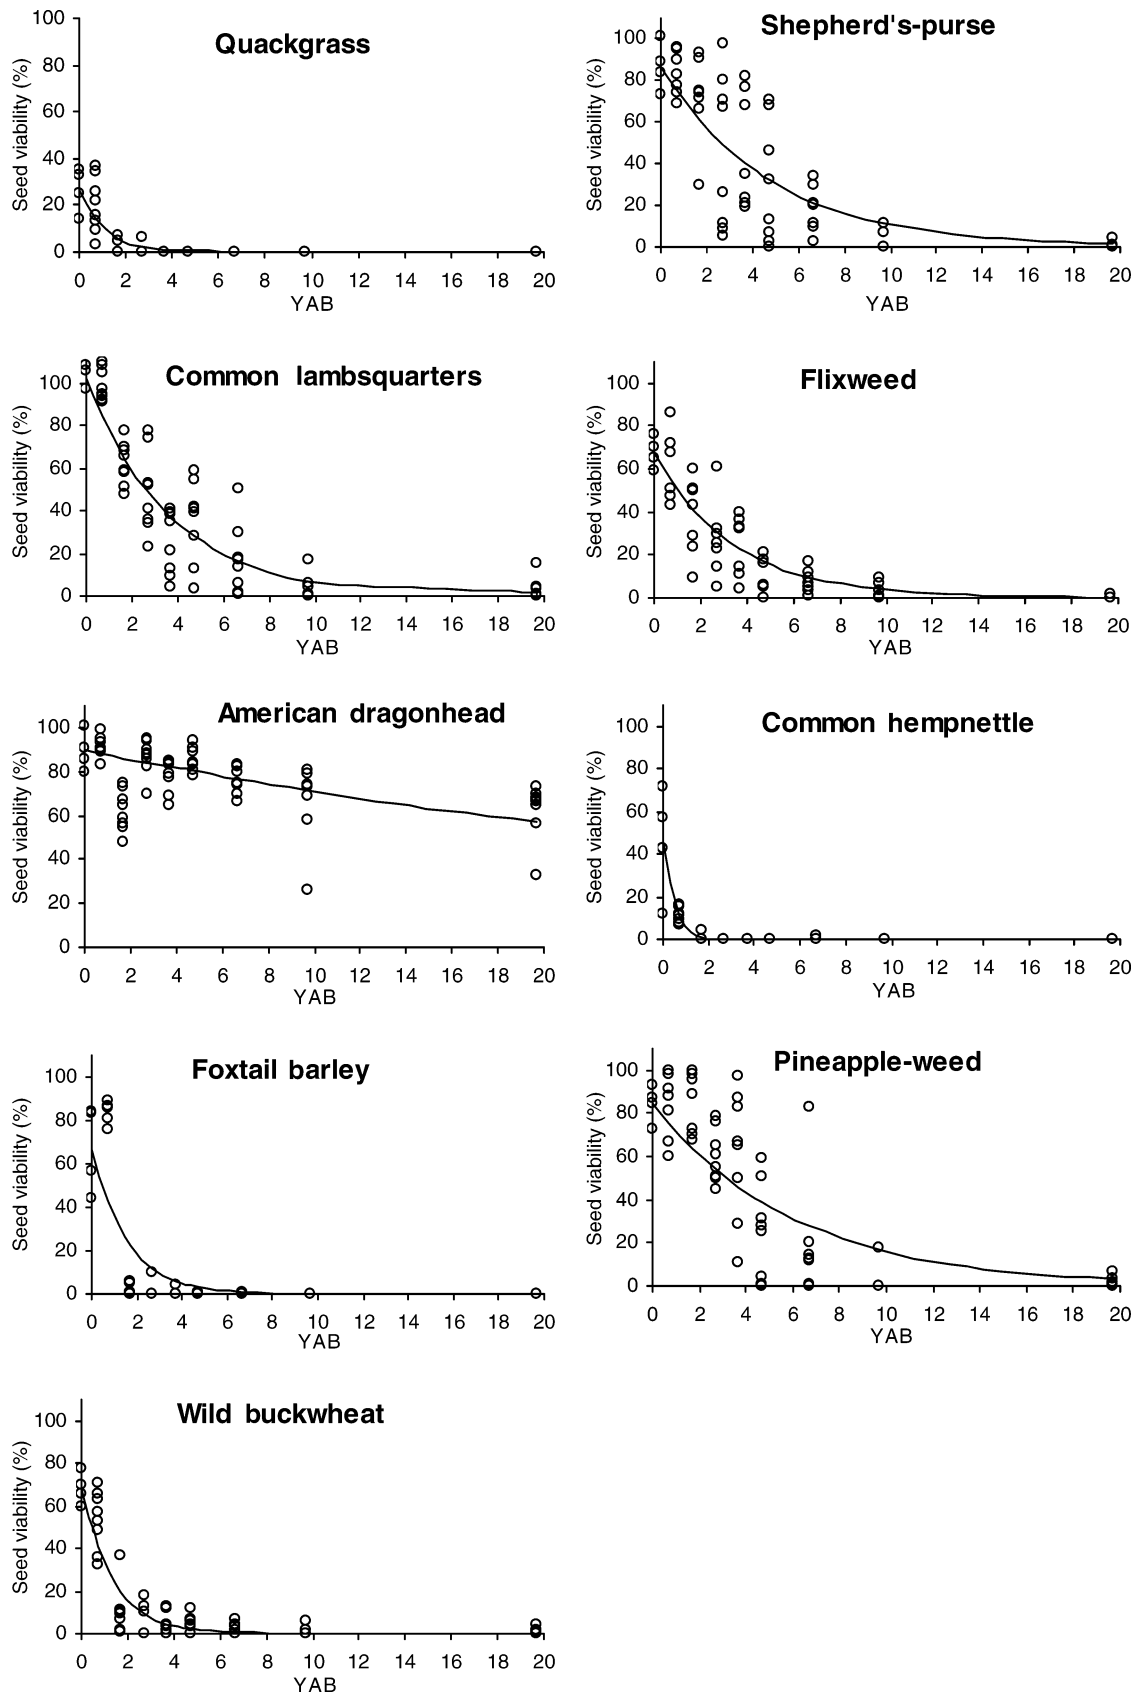 Quackgrass
Seed viability (%)
100
80
60
40
20
0
0 2 4 6 8 10 12 14 16 18 20
YAB
Shepherd's-purse
Seed viability (%)
100
80
60
40
20
0
0 2 4 6 8 10 12 14 16 18 20
YAB
Common lambsquarters
Seed viability (%)
100
80
60
40
20
0
0 2 4 6 8 10 12 14 16 18 20
YAB
Flixweed
Seed viability (%)
100
80
60
40
20
0
0 2 4 6 8 10 12 14 16 18 20
YAB
American dragonhead
Seed viability (%)
100
80
60
40
20
0
0 2 4 6 8 10 12 14 16 18 20
YAB
Common hempnettle
Seed viability (%)
100
80
60
40
20
0
0 2 4 6 8 10 12 14 16 18 20
YAB
Foxtail barley
Seed viability (%)
100
80
60
40
20
0
0 2 4 6 8 10 12 14 16 18 20
YAB
Pineapple-weed
Seed viability (%)
100
80
60
40
20
0
0 2 4 6 8 10 12 14 16 18 20
YAB
Wild buckwheat
Seed viability (%)
100
80
60
40
20
0
0 2 4 6 8 10 12 14 16 18 20
YAB